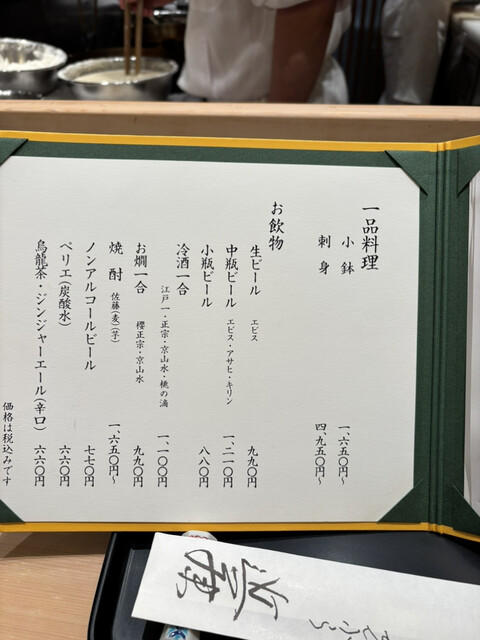 一品料理
小鉢 一、六五〇円〜
刺身 四、九五〇円〜
お飲物
生ビール ヱビス 九九〇円
中瓶ビール ヱビス・アサヒ・キリン 一、二一〇円
小瓶ビール 八八〇円
冷酒一合 江戸一・正宗・京山水・桃の滴 一、一〇〇円
お燗一合 櫻正宗・京山水 九九〇円
焼酎 佐藤(麦)(芋) 一、六五〇円〜
ノンアルコールビール 七七〇円
ペリエ(炭酸水) 六六〇円
烏龍茶・ジンジャーエール(辛口) 六六〇円
価格は税込みです